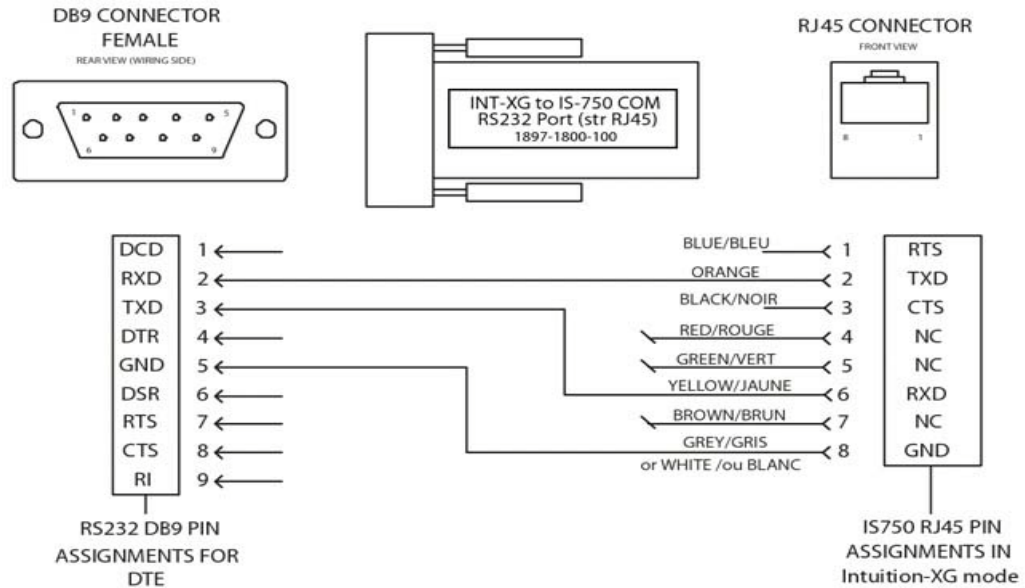 DB9 CONNECTOR
FEMALE
REAR VIEW (WIRING SIDE)
1 5
6 9
INT-XG to IS-750 COM
RS232 Port (str RJ45)
1897-1800-100
RJ45 CONNECTOR
FRONT VIEW
8 1
DCD 1
RXD 2
TXD 3
DTR 4
GND 5
DSR 6
RTS 7
CTS 8
RI 9
RS232 DB9 PIN
ASSIGNMENTS FOR
DTE
BLUE/BLEU 1 RTS
ORANGE 2 TXD
BLACK/NOIR 3 CTS
RED/ROUGE 4 NC
GREEN/VERT 5 NC
YELLOW/JAUNE 6 RXD
BROWN/BRUN 7 NC
GREY/GRIS 8 GND
or WHITE /ou BLANC
IS750 RJ45 PIN
ASSIGNMENTS IN
Intuition-XG mode